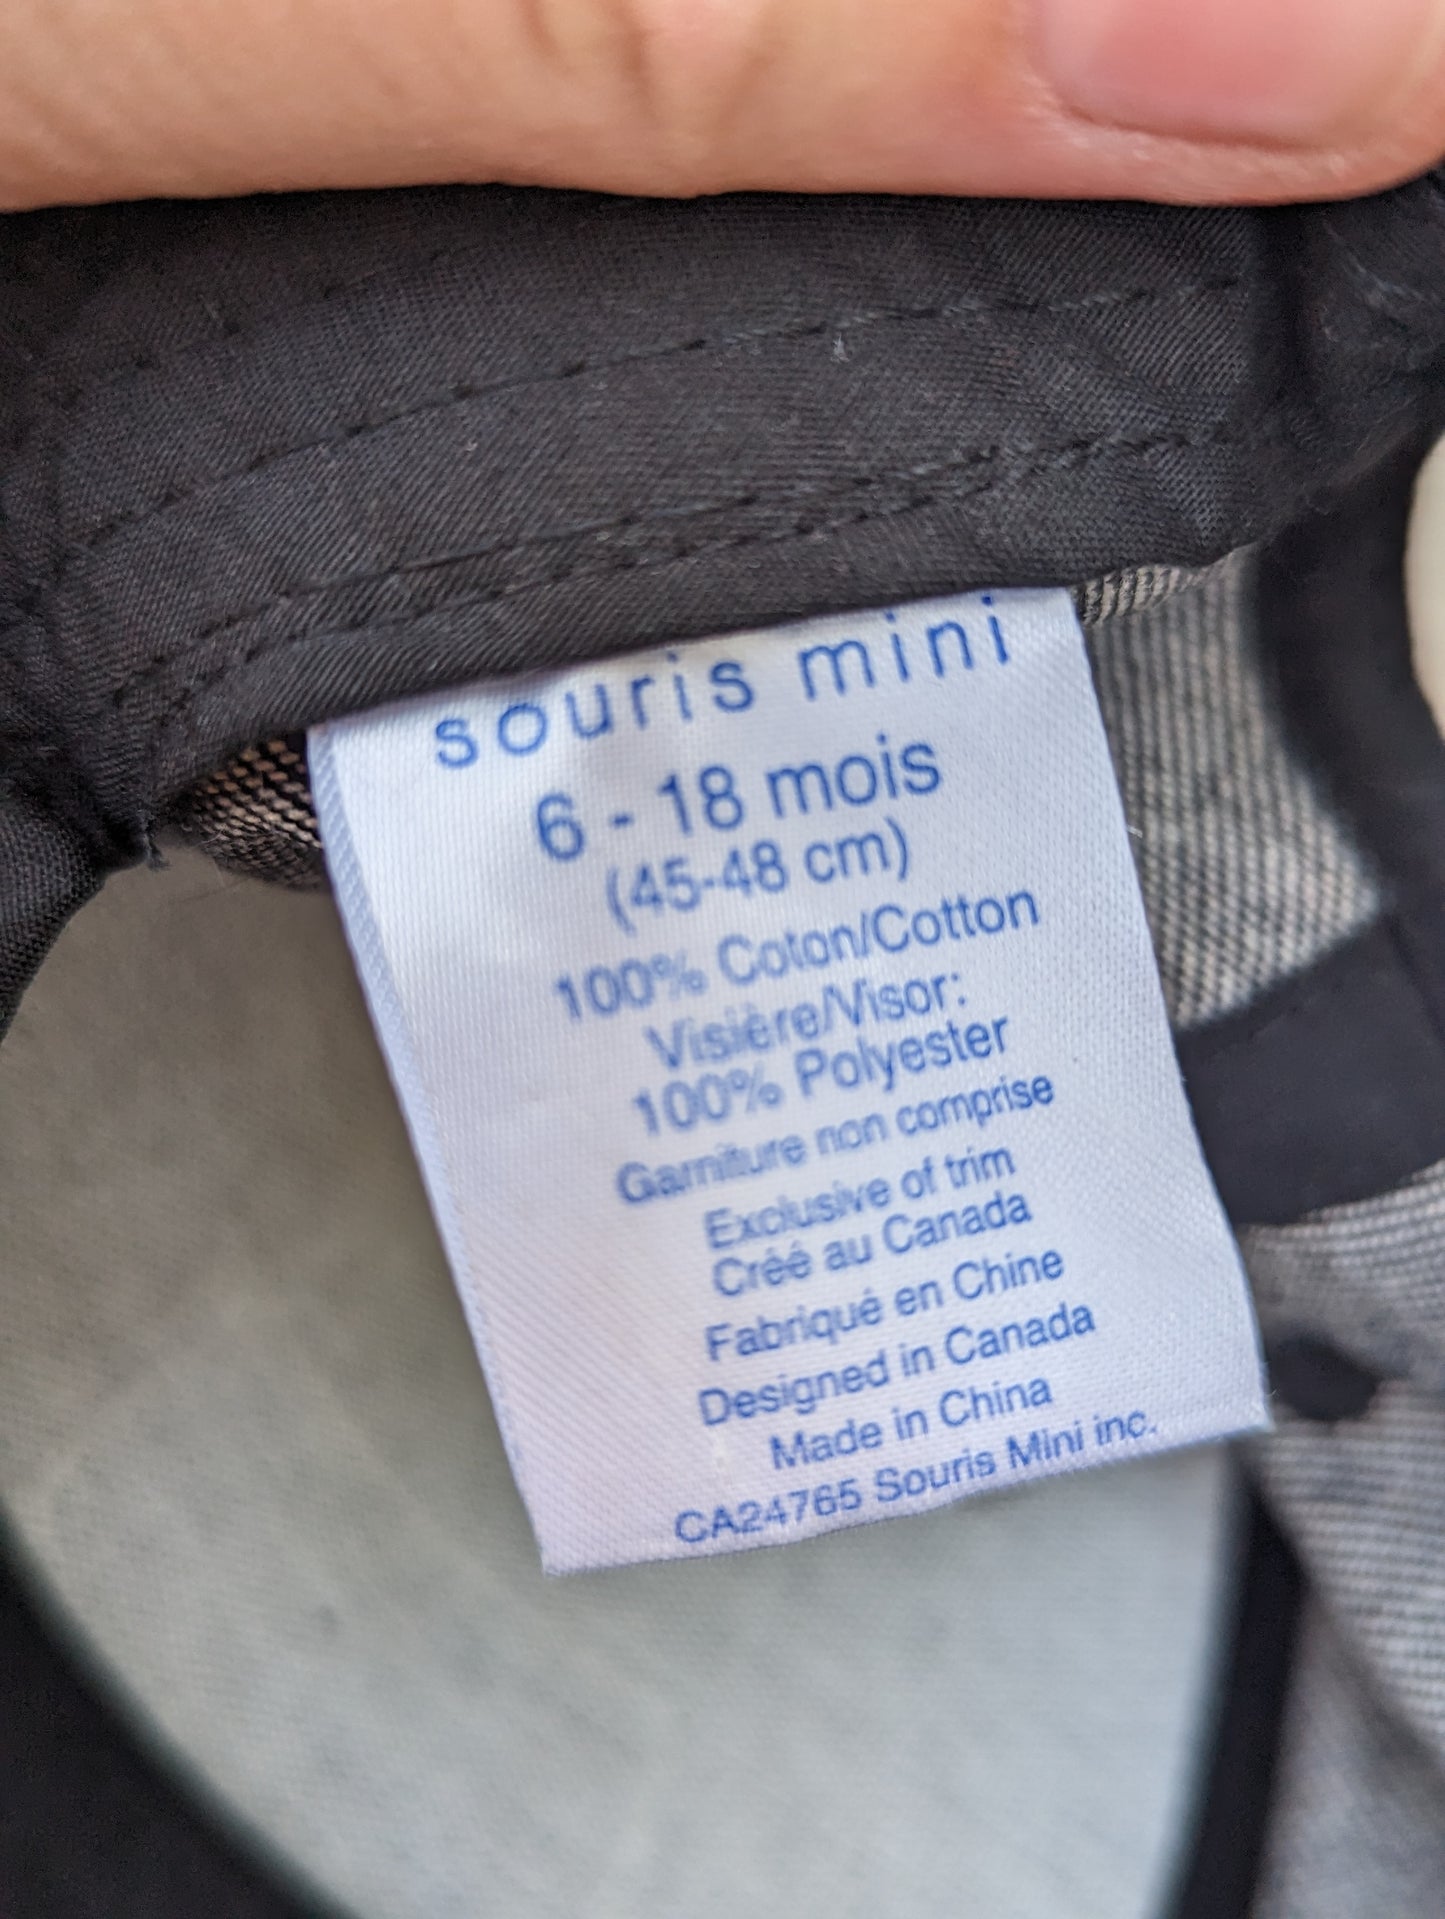 souris mini
6 - 18 mois
(45-48 cm)
100% Coton/Cotton
Visière/Visor:
100% Polyester
Garniture non comprise
Exclusive of trim
Créé au Canada
Fabriqué en Chine
Designed in Canada
Made in China
CA24765 Souris Mini inc.